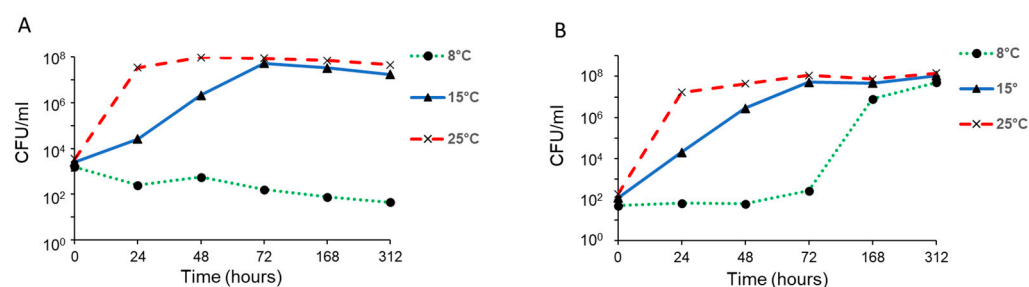 A
CFU/ml
10⁸
10⁶
10⁴
10²
10⁰
0 24 48 72 168 312
Time (hours)
8°C
15°C
25°C
B
CFU/ml
10⁸
10⁶
10⁴
10²
10⁰
0 24 48 72 168 312
Time (hours)
8°C
15°
25°C